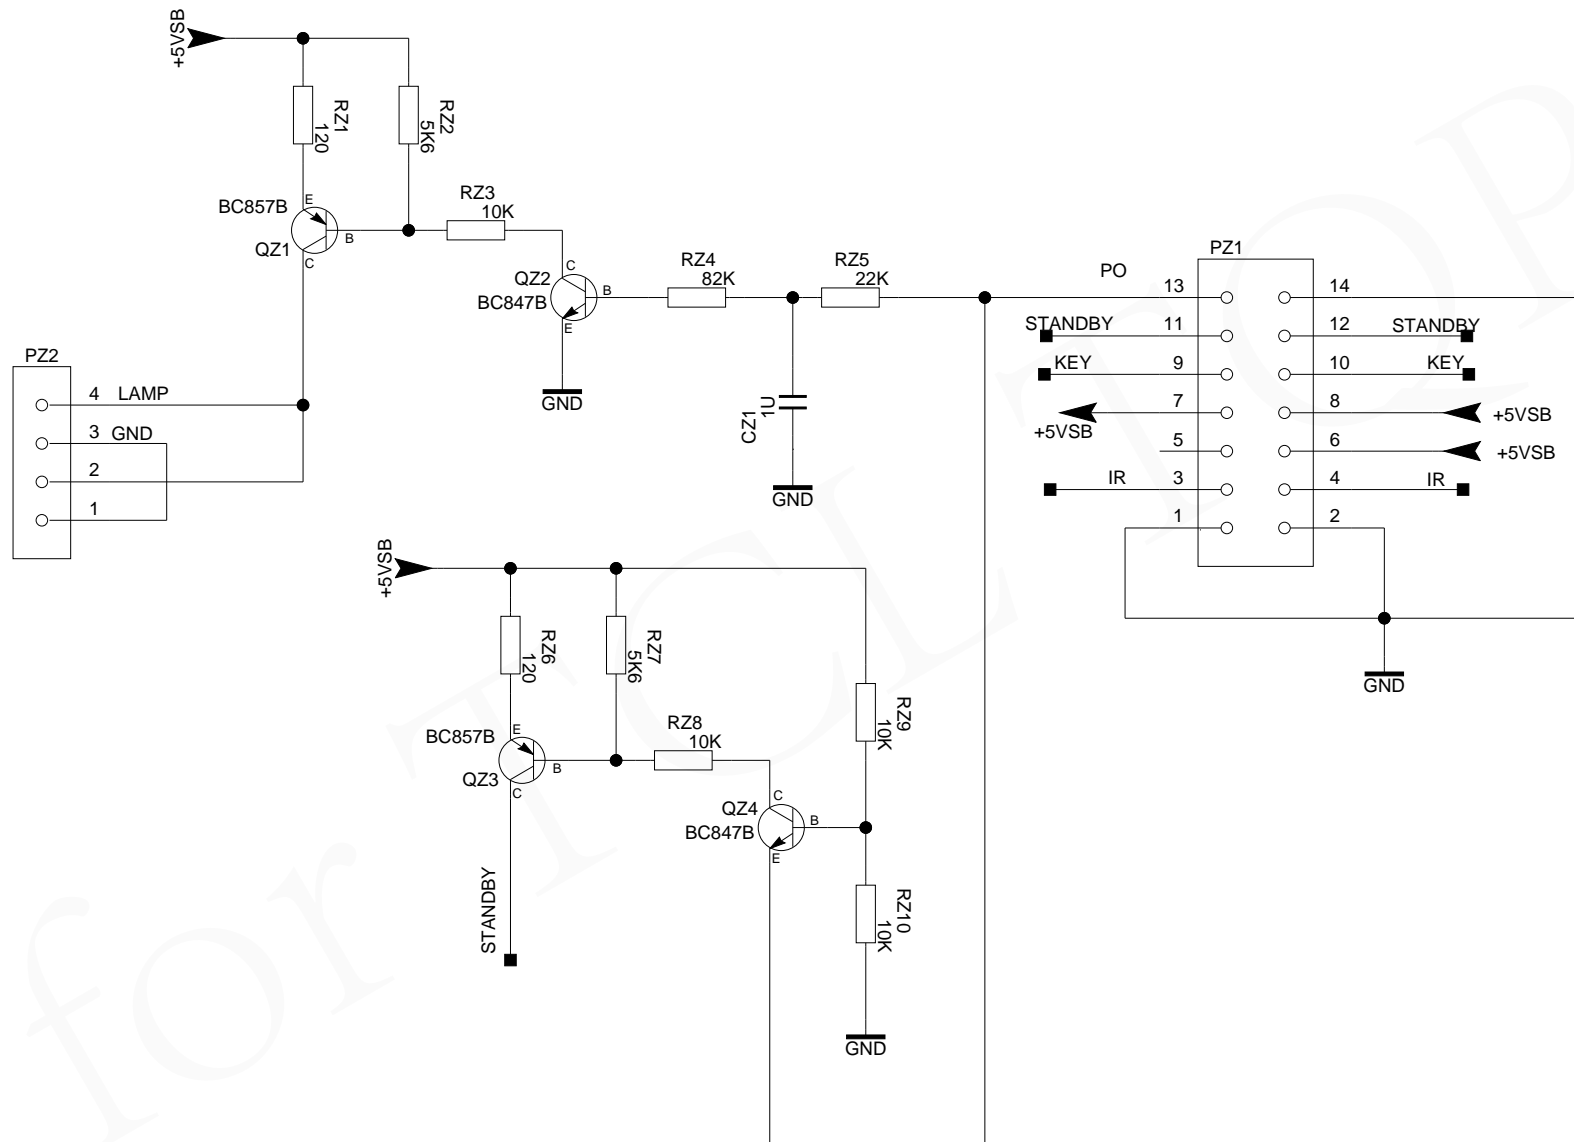 +5VSB
RZ1
120
RZ2
5K6
E
BC857B
QZ1
B
C
RZ3
10K
C
QZ2
BC847B
B
E
GND
RZ4
82K
RZ5
22K
CZ1
1U
GND
PO
PZ1
13
14
STANDBY
11
12
STANDBY
KEY
9
10
KEY
+5VSB
7
8
+5VSB
5
6
+5VSB
IR
3
4
IR
1
2
GND
PZ2
4 LAMP
3 GND
2
1
+5VSB
RZ6
120
RZ7
5K6
E
BC857B
QZ3
B
C
STANDBY
RZ8
10K
RZ9
10K
C
QZ4
BC847B
B
E
RZ10
10K
GND
for TCL TOP